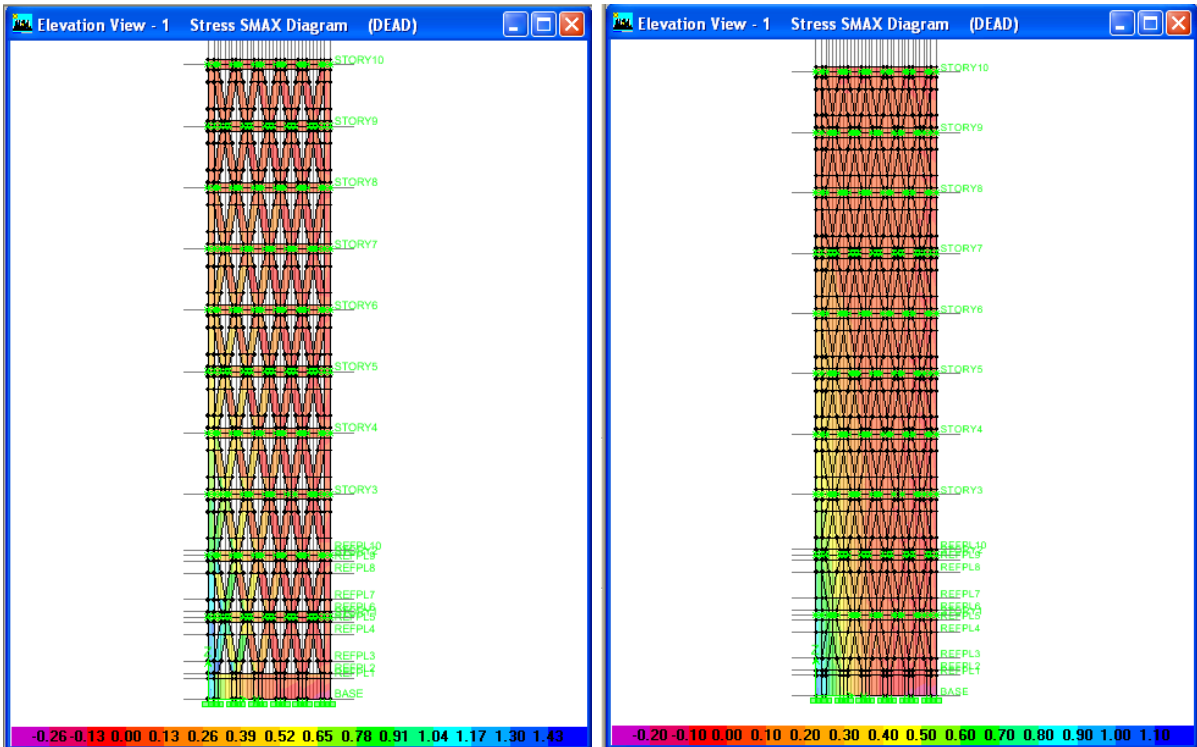 Elevation View - 1 Stress SMAX Diagram (DEAD)
STORY10
STORY9
STORY8
STORY7
STORY6
STORY5
STORY4
STORY3
REFPL10
REFPL9
REFPL8
REFPL7
REFPL6
REFPL5
REFPL4
REFPL3
REFPL2
REFPL1
BASE
-0.26 -0.13 0.00 0.13 0.26 0.39 0.52 0.65 0.78 0.91 1.04 1.17 1.30 1.43
Elevation View - 1 Stress SMAX Diagram (DEAD)
STORY10
STORY9
STORY8
STORY7
STORY6
STORY5
STORY4
STORY3
REFPL10
REFPL9
REFPL8
REFPL7
REFPL6
REFPL5
REFPL4
REFPL3
REFPL2
REFPL1
BASE
-0.20 -0.10 0.00 0.10 0.20 0.30 0.40 0.50 0.60 0.70 0.80 0.90 1.00 1.10